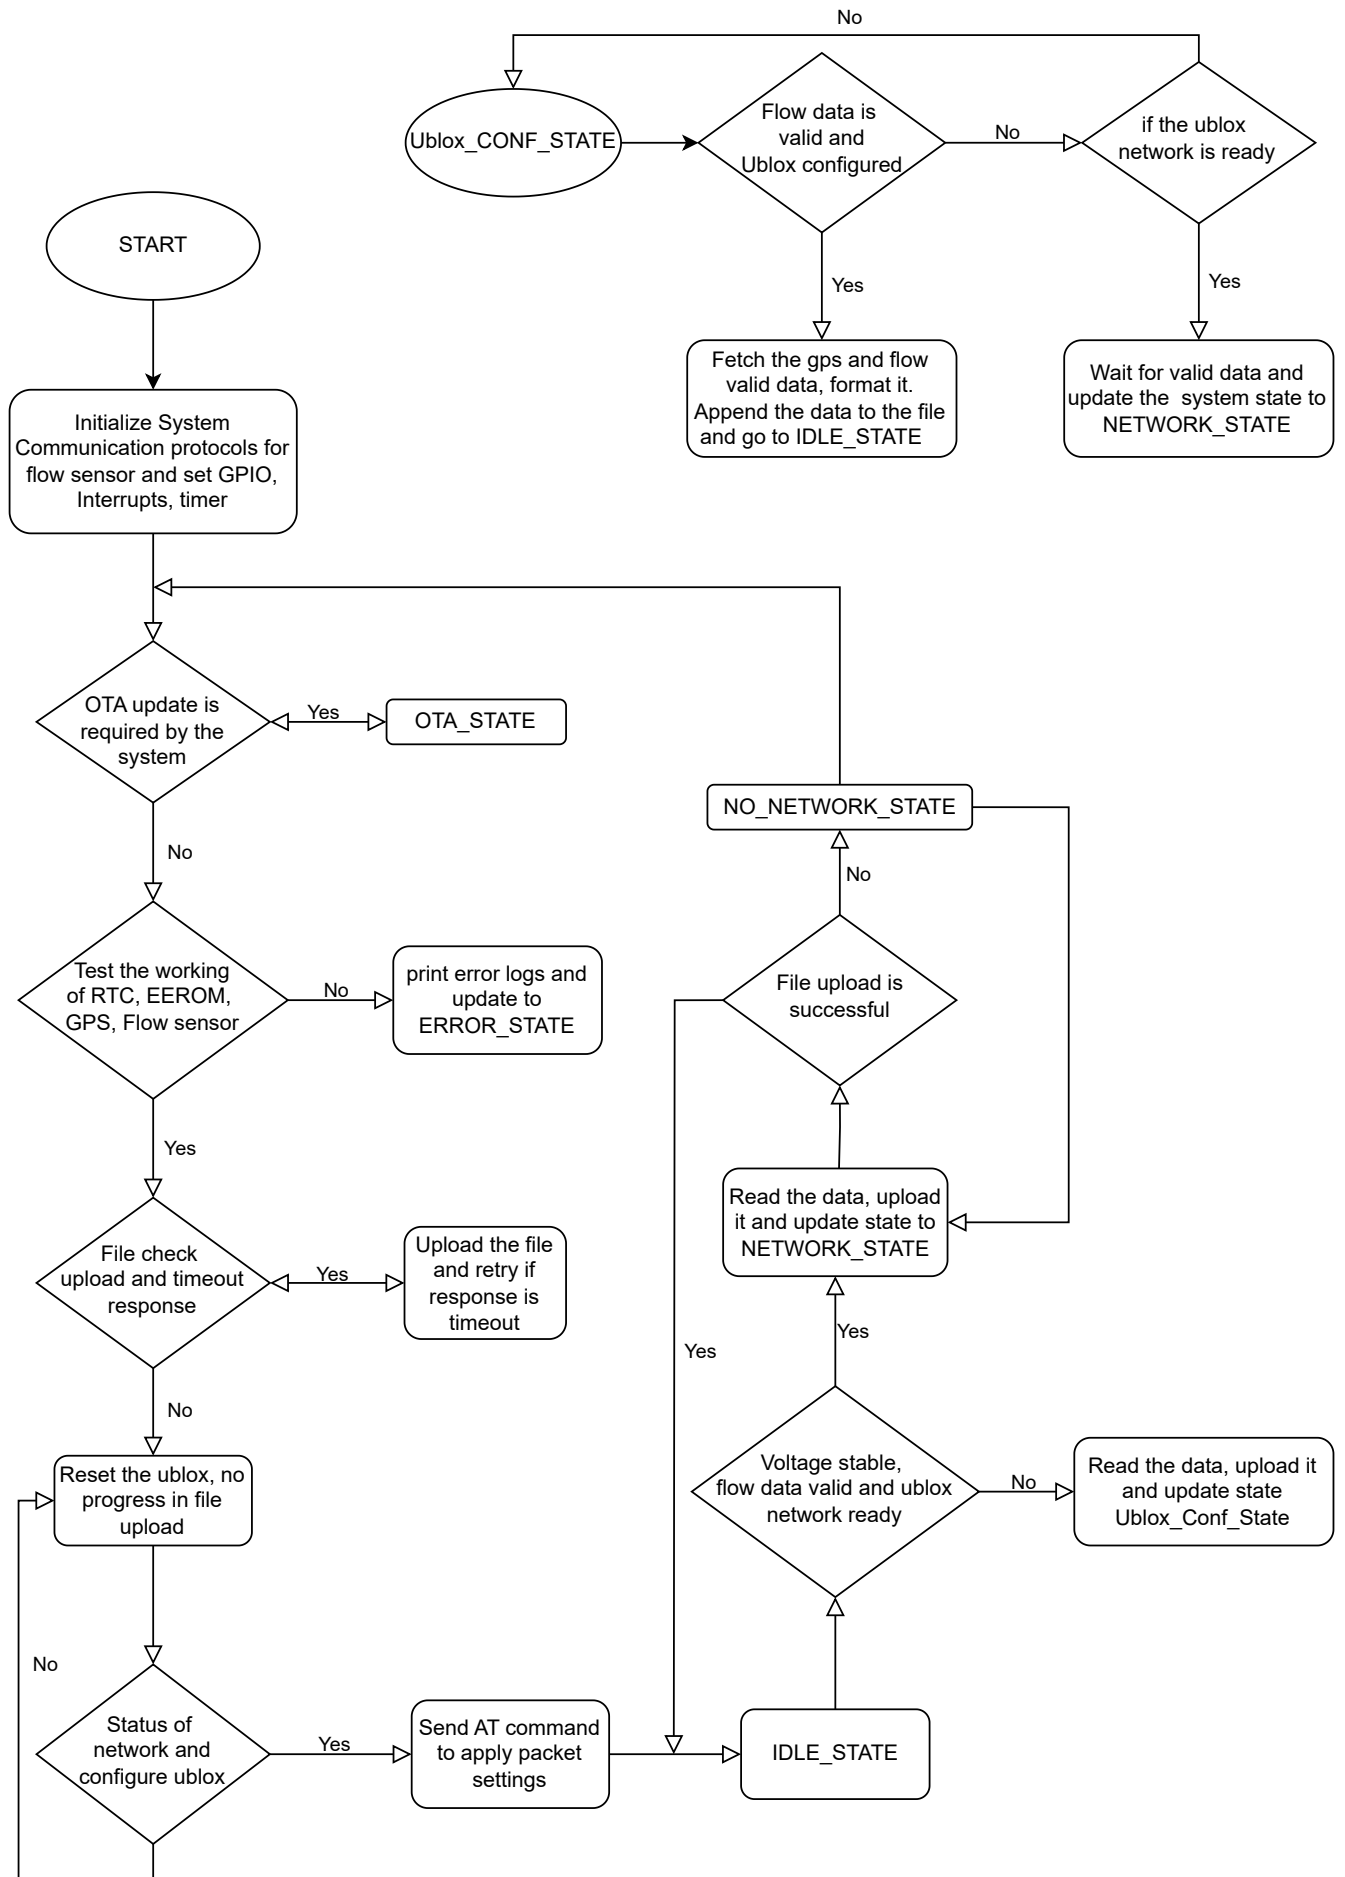 No
Ublox_CONF_STATE
Flow data is
valid and
Ublox configured
No
if the ublox
network is ready
START
Yes
Yes
Fetch the gps and flow
valid data, format it.
Append the data to the file
and go to IDLE_STATE
Wait for valid data and
update the system state to
NETWORK_STATE
Initialize System
Communication protocols for
flow sensor and set GPIO,
Interrupts, timer
OTA update is
required by the
system
Yes
OTA_STATE
NO_NETWORK_STATE
No
No
Test the working
of RTC, EEROM,
GPS, Flow sensor
No
print error logs and
update to
ERROR_STATE
File upload is
successful
Yes
Read the data, upload
it and update state to
NETWORK_STATE
File check
upload and timeout
response
Yes
Upload the file
and retry if
response is
timeout
Yes
Yes
No
Reset the ublox, no
progress in file
upload
Voltage stable,
flow data valid and ublox
network ready
No
Read the data, upload it
and update state
Ublox_Conf_State
No
Status of
network and
configure ublox
Yes
Send AT command
to apply packet
settings
IDLE_STATE